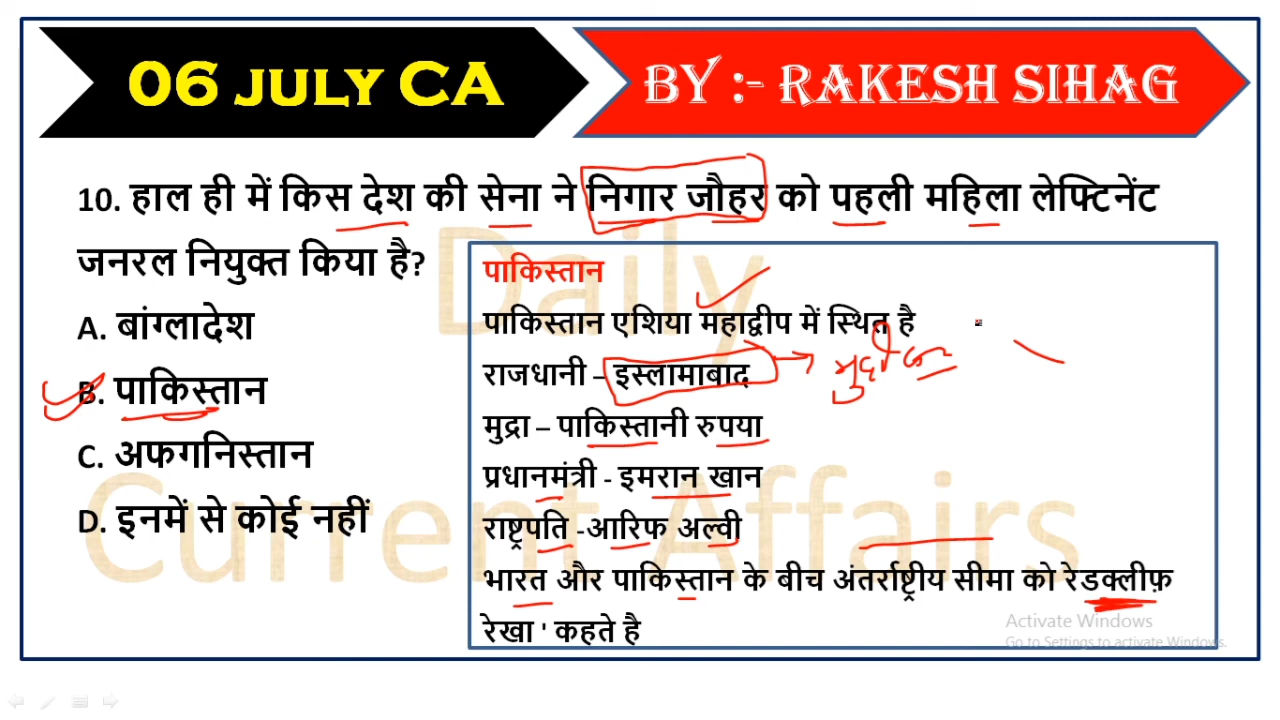 06 JULY CA
BY :- RAKESH SIHAG
10. हाल ही में किस देश की सेना ने निगार जौहर को पहली महिला लेफ्टिनेंट
जनरल नियुक्त किया है?
A. बांग्लादेश
B. पाकिस्तान
C. अफगनिस्तान
D. इनमें से कोई नहीं
पाकिस्तान
पाकिस्तान एशिया महाद्वीप में स्थित है
राजधानी – इस्लामाबाद
मुद्रा – पाकिस्तानी रुपया
प्रधानमंत्री - इमरान खान
राष्ट्रपति -आरिफ अल्वी
भारत और पाकिस्तान के बीच अंतर्राष्ट्रीय सीमा को रेडक्लीफ़
रेखा ' कहते है
Daily
Current Affairs
Activate Windows
Go to Settings to activate Windows.